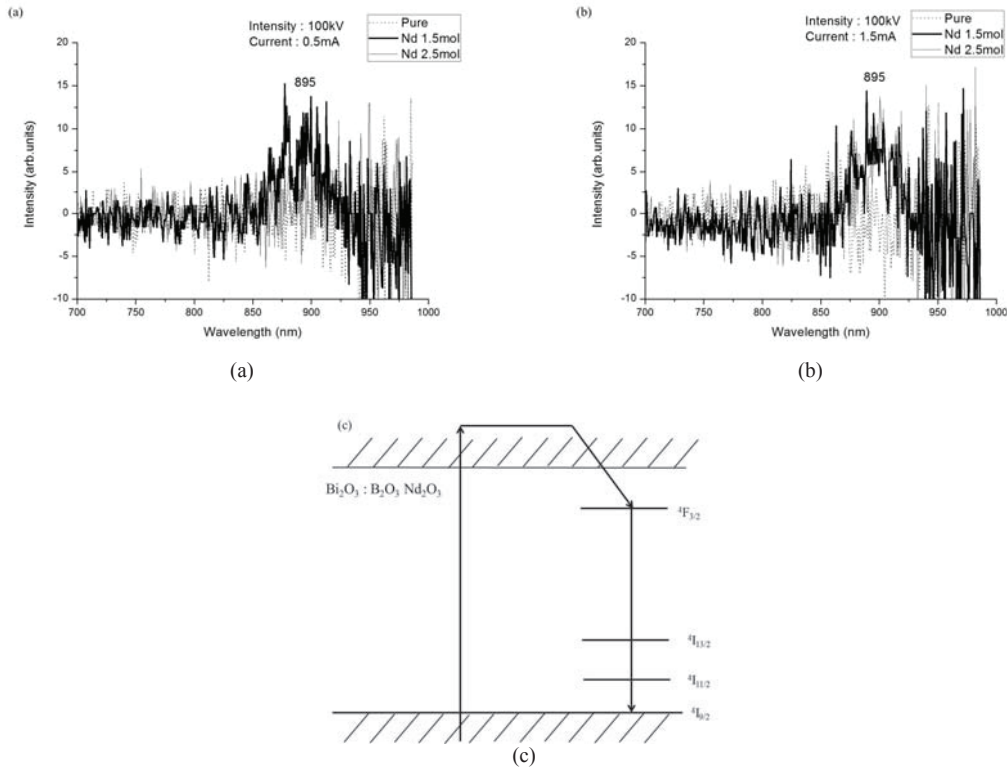 (a)
Intensity : 100kV
Current : 0.5mA
Pure
Nd 1.5mol
Nd 2.5mol
895
20
15
10
5
0
-5
-10
Intensity (arb.units)
700 750 800 850 900 950 1000
Wavelength (nm)
(a)
(b)
Intensity : 100kV
Current : 1.5mA
Pure
Nd 1.5mol
Nd 2.5mol
895
20
15
10
5
0
-5
-10
Intensity (arb.units)
700 750 800 850 900 950 1000
Wavelength (nm)
(b)
(c)
Bi₂O₃ : B₂O₃ Nd₂O₃
⁴F₃/₂
⁴I₁₃/₂
⁴I₁₁/₂
⁴I₉/₂
(c)